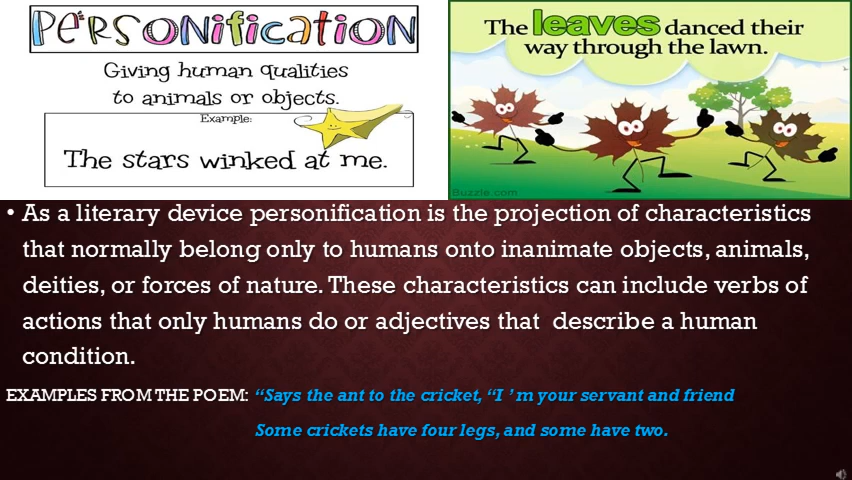 PERSONIFICATION
Giving human qualities
to animals or objects.
Example:
The stars winked at me.
The leaves danced their
way through the lawn.
Buzzle.com
• As a literary device personification is the projection of characteristics
that normally belong only to humans onto inanimate objects, animals,
deities, or forces of nature. These characteristics can include verbs of
actions that only humans do or adjectives that describe a human
condition.
EXAMPLES FROM THE POEM: “Says the ant to the cricket, “I ’ m your servant and friend
Some crickets have four legs, and some have two.